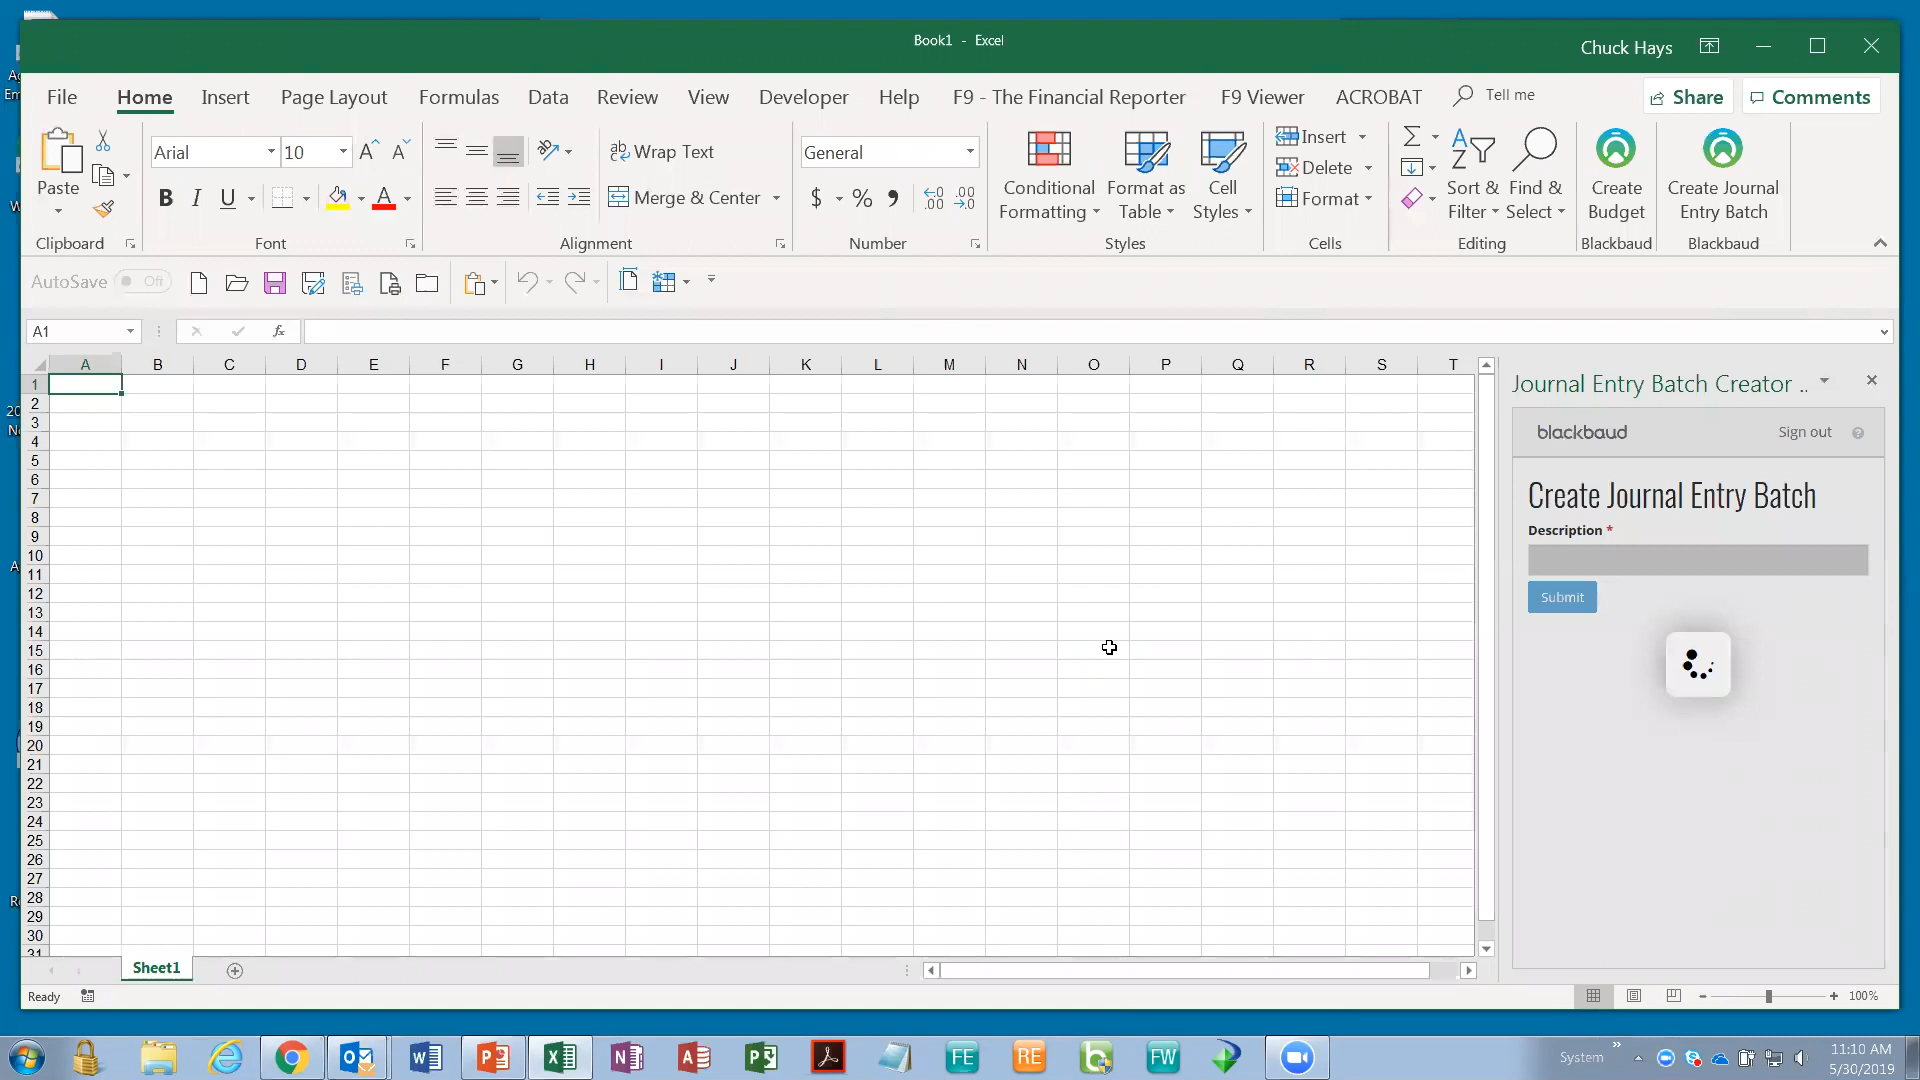 Book1 - Excel
Chuck Hays
File Home Insert Page Layout Formulas Data Review View Developer Help F9 - The Financial Reporter F9 Viewer ACROBAT Tell me Share Comments
Paste
Clipboard
Arial 10
B I U A
Font
Wrap Text
Merge & Center
Alignment
General
$ % ,
Number
Conditional Formatting
Format as Table
Cell Styles
Styles
Insert
Delete
Format
Cells
Sort & Filter
Find & Select
Editing
Create Budget
Blackbaud
Create Journal Entry Batch
Blackbaud
AutoSave Off
A1 fx
A B C D E F G H I J K L M N O P Q R S T
1
2
3
4
5
6
7
8
9
10
11
12
13
14
15
16
17
18
19
20
21
22
23
24
25
26
27
28
29
30
31
Journal Entry Batch Creator ..
blackbaud Sign out
Create Journal Entry Batch
Description *
Submit
Sheet1
Ready 100%
FE RE FW
System
11:10 AM
5/30/2019